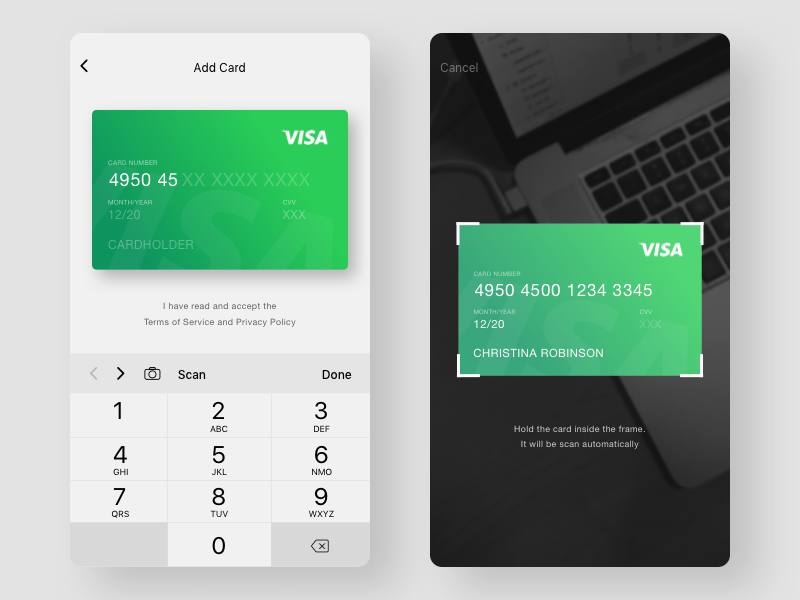 Add Card
VISA
CARD NUMBER
4950 45XX XXXX XXXX
MONTH/YEAR CVV
12/20 XXX
CARDHOLDER
I have read and accept the
Terms of Service and Privacy Policy
Scan Done
1 2 3
ABC DEF
4 5 6
GHI JKL NMO
7 8 9
QRS TUV WXYZ
0
Cancel
VISA
CARD NUMBER
4950 4500 1234 3345
MONTH/YEAR CVV
12/20 XXX
CHRISTINA ROBINSON
Hold the card inside the frame.
It will be scan automatically